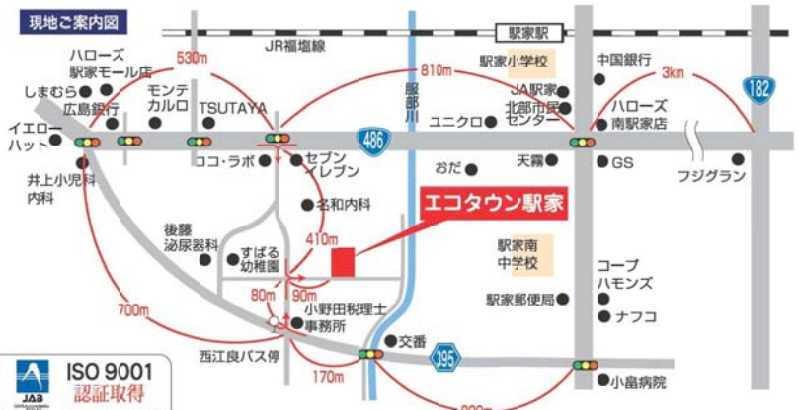 現地ご案内図
駅家駅
JR福塩線
ハローズ
駅家モール店
530m
810m
駅家小学校
中国銀行
3km
182
しまむら
広島銀行
モンテ
カルロ
TSUTAYA
服部川
JA駅家
北部市民
センター
ハローズ
南駅家店
イエロー
ハット
486
ユニクロ
井上小児科
内科
ココ・ラボ
セブン
イレブン
おだ
天霧
GS
フジグラン
名和内科
エコタウン駅家
後藤
泌尿器科
すばる
幼稚園
410m
駅家南
中学校
コープ
ハモンズ
700m
80m
90m
小野田税理士
事務所
駅家郵便局
ナフコ
西江良バス停
交番
395
170m
小畠病院
JAB
ISO 9001
認証取得